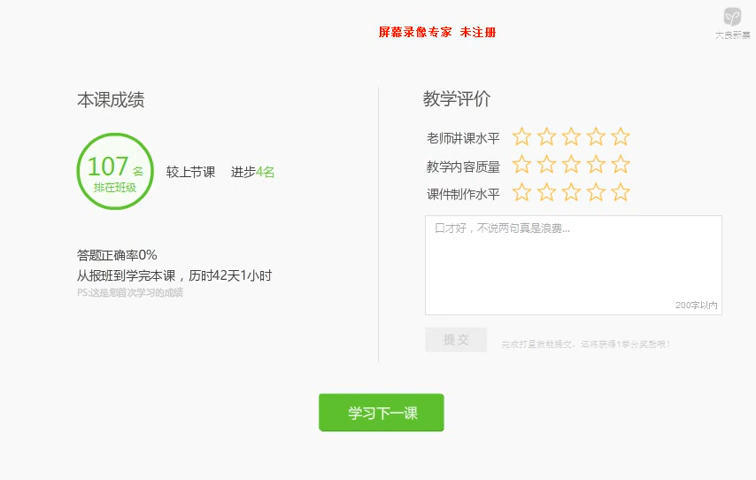 屏幕录像专家 未注册
本课成绩
107 名
排在班级
较上节课 进步4名
答题正确率0%
从报班到学完本课，历时42天1小时
PS:这是您首次学习的成绩
教学评价
老师讲课水平
教学内容质量
课件制作水平
口才好，不说两句真是浪费...
200字以内
提 交
完成打星就能提交，还将获得1学分奖励哦！
学习下一课